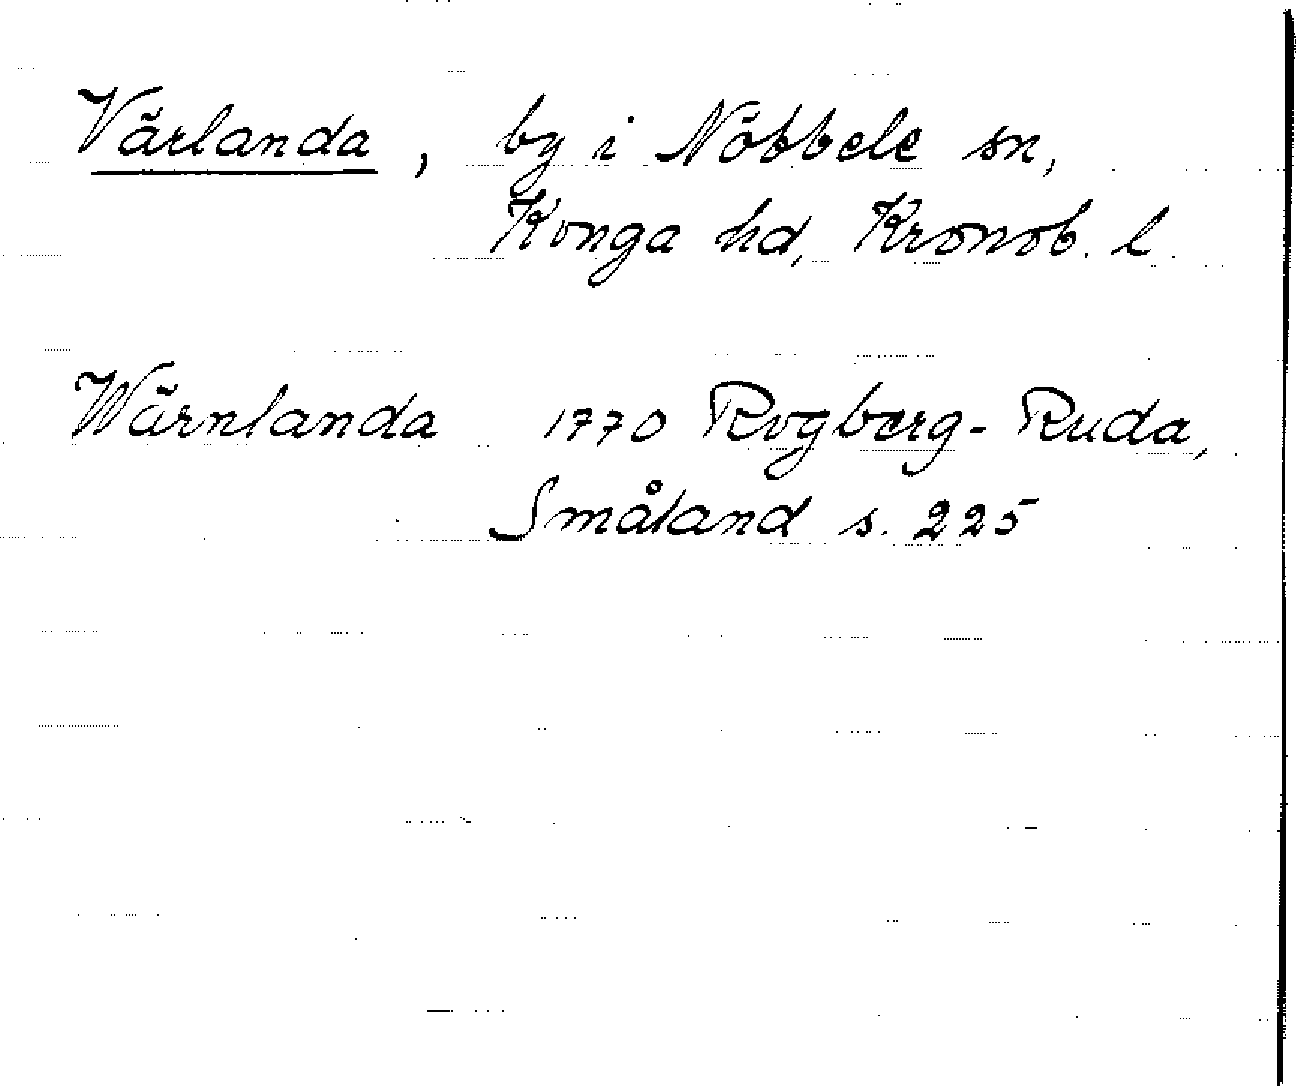 Värlanda, by i Nöbbele sn,
Konga hd, Kronob. l.
Wärnlanda 1770 Rogberg-Ruda,
Småland s. 225